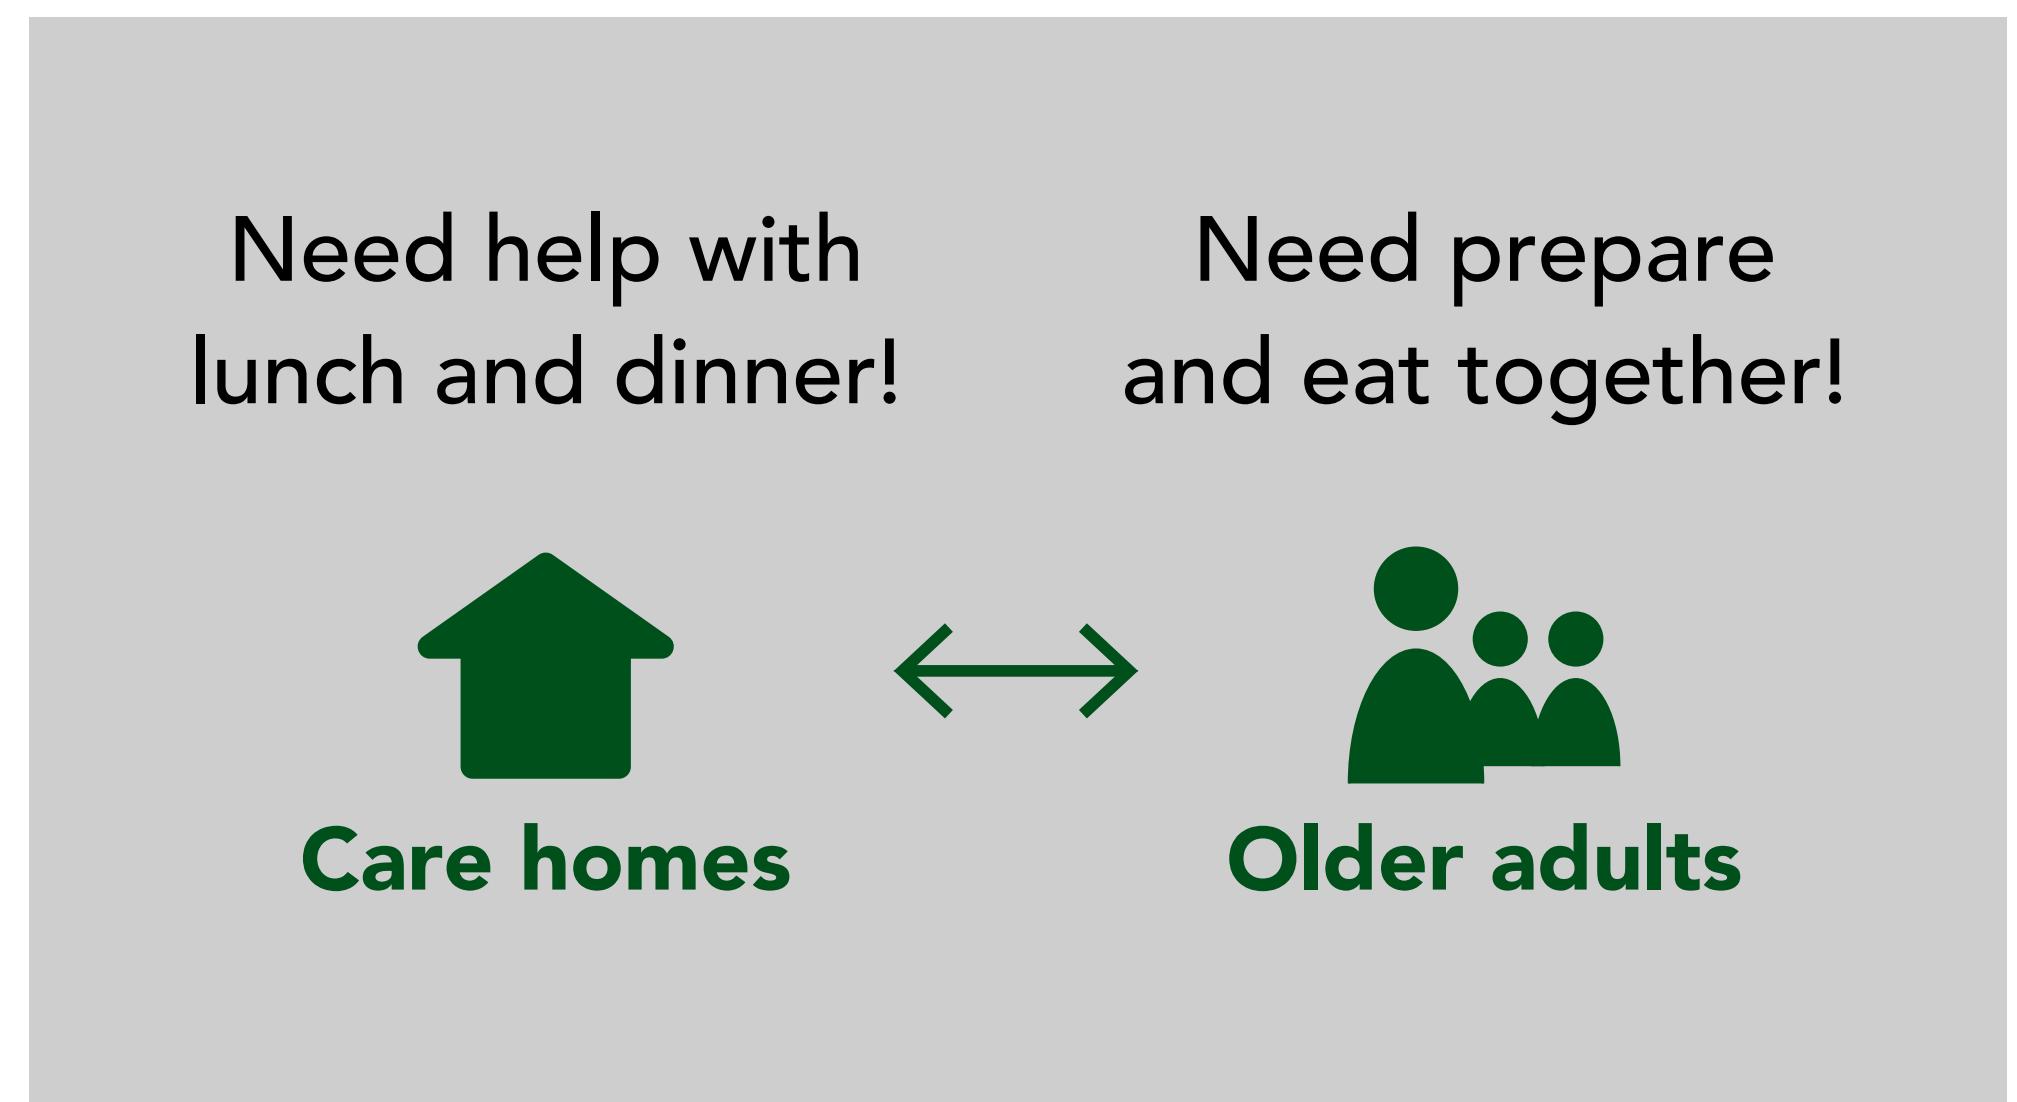 Need help with
lunch and dinner!
Need prepare
and eat together!
Care homes
Older adults